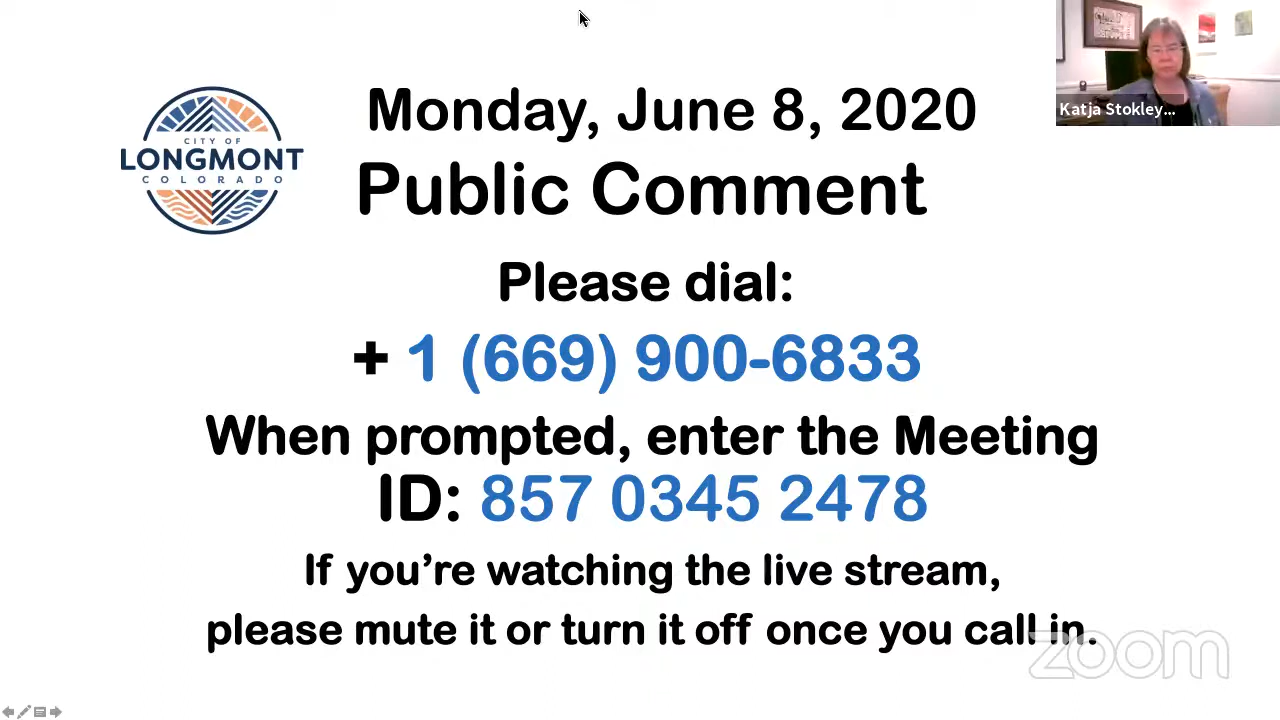 Monday, June 8, 2020
CITY OF
LONGMONT
COLORADO
Public Comment
Katja Stokley...
Please dial:
+ 1 (669) 900-6833
When prompted, enter the Meeting
ID: 857 0345 2478
If you’re watching the live stream,
please mute it or turn it off once you call in.
zoom